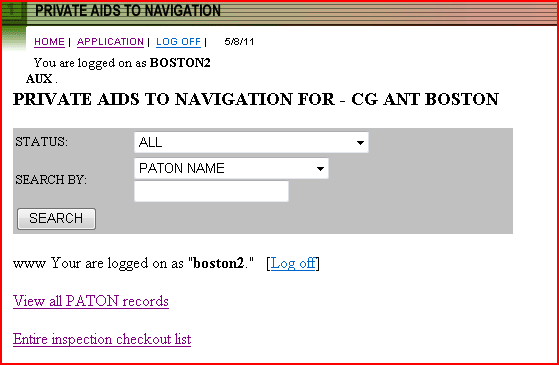 PRIVATE AIDS TO NAVIGATION
HOME | APPLICATION | LOG OFF | 5/8/11
You are logged on as BOSTON2
AUX .
PRIVATE AIDS TO NAVIGATION FOR - CG ANT BOSTON
STATUS: ALL
SEARCH BY: PATON NAME
SEARCH
www Your are logged on as "boston2." [Log off]
View all PATON records
Entire inspection checkout list